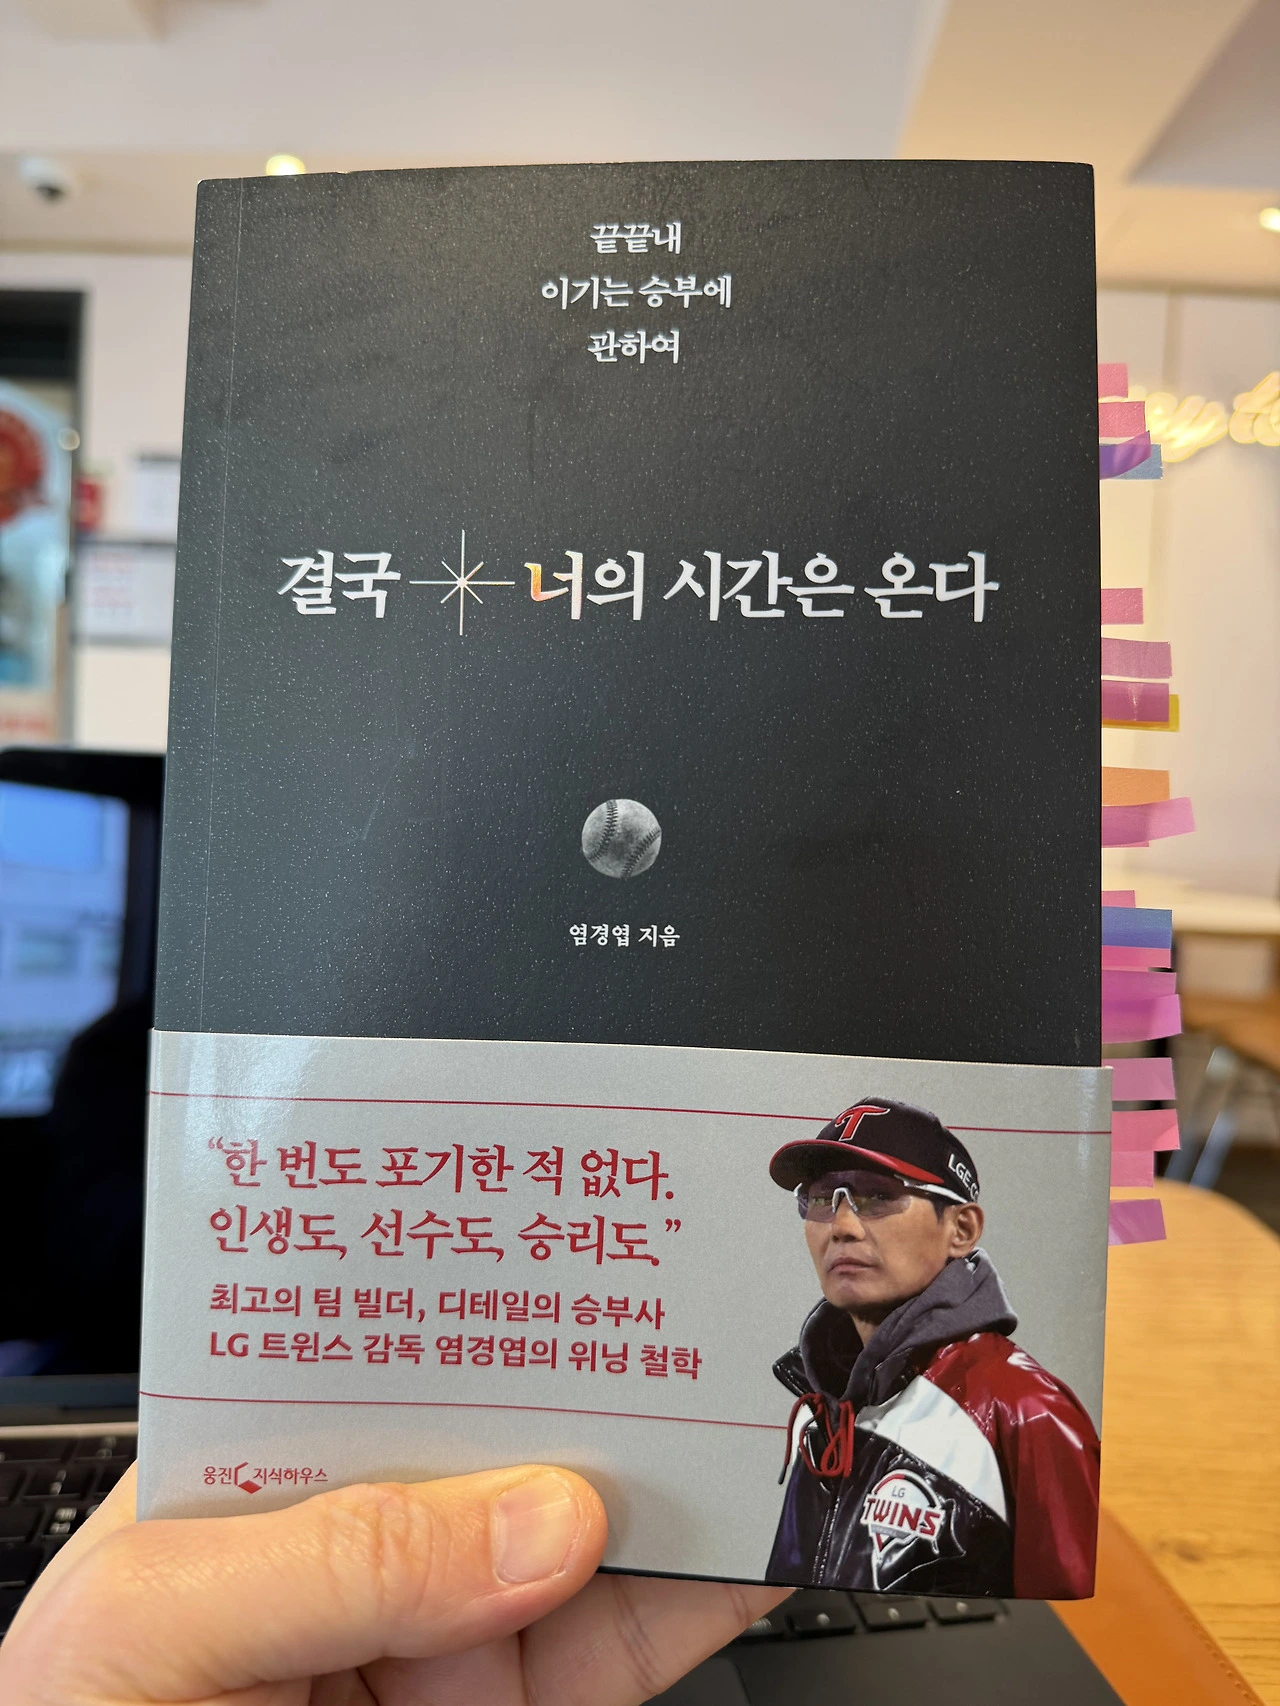 끝끝내
이기는 승부에
관하여
결국 너의 시간은 온다
염경엽 지음
“한 번도 포기한 적 없다.
인생도, 선수도, 승리도.”
최고의 팀 빌더, 디테일의 승부사
LG 트윈스 감독 염경엽의 위닝 철학
웅진 지식하우스
T
LGE.CO
LG
TWINS